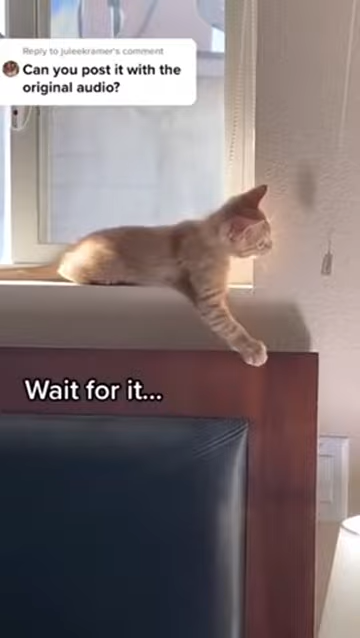 Reply to juleekramer's comment
Can you post it with the
original audio?
Wait for it...